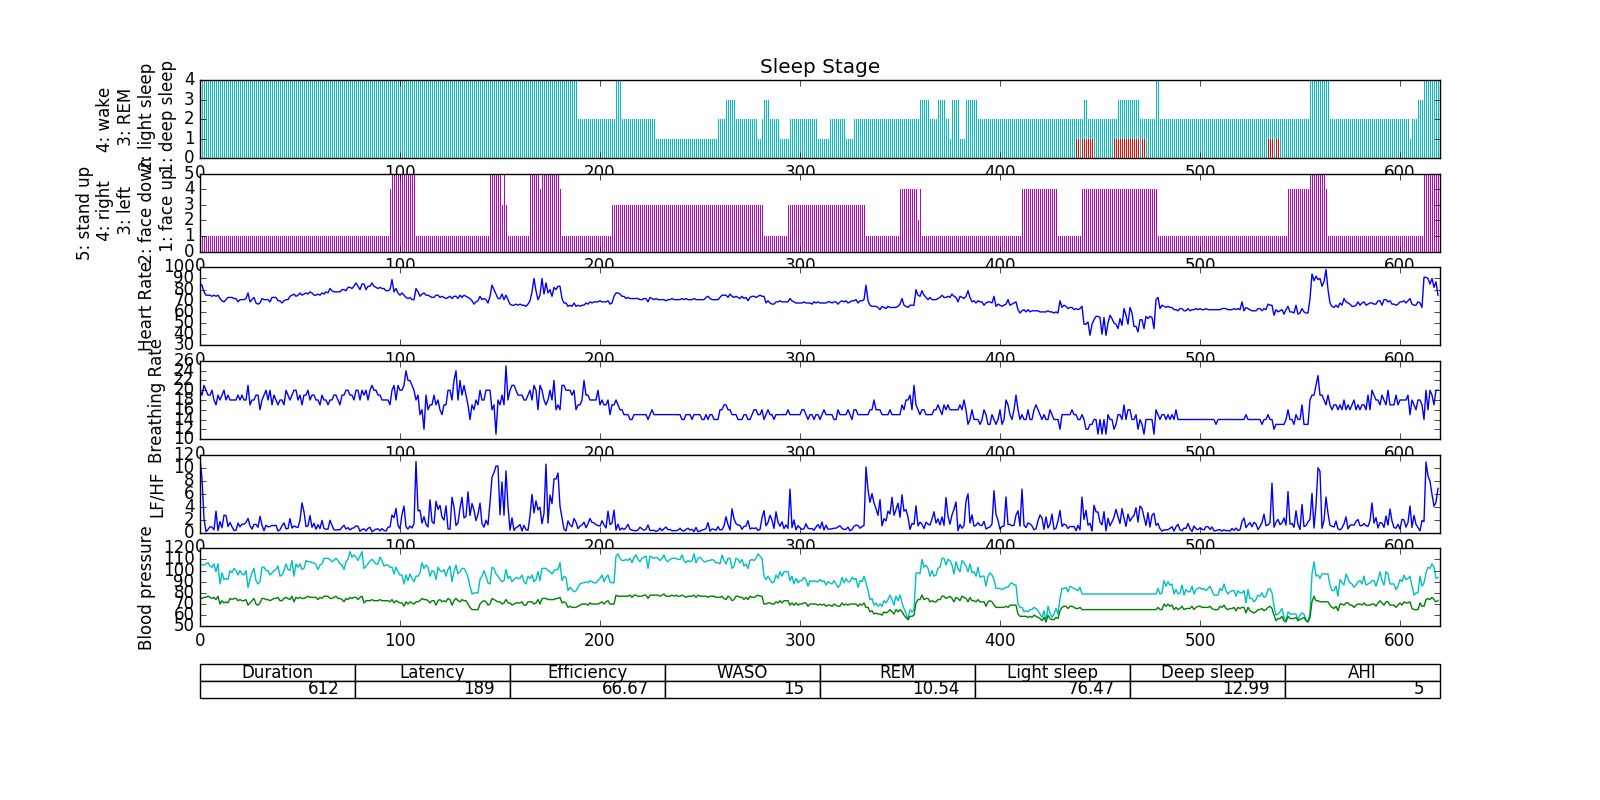 Sleep Stage
4: wake
3: REM
2: light sleep
1: deep sleep
4
3
2
1
0
0 100 200 300 400 500 600
5: stand up
4: right
3: left
2: face down
1: face up
5
4
3
2
1
0
0 100 200 300 400 500 600
Heart Rate
100
90
80
70
60
50
40
30
0 100 200 300 400 500 600
Breathing Rate
26
24
22
20
18
16
14
12
10
0 100 200 300 400 500 600
LF/HF
12
10
8
6
4
2
0
0 100 200 300 400 500 600
Blood pressure
120
110
100
90
80
70
60
50
0 100 200 300 400 500 600
Duration Latency Efficiency WASO REM Light sleep Deep sleep AHI
612 189 66.67 15 10.54 76.47 12.99 5